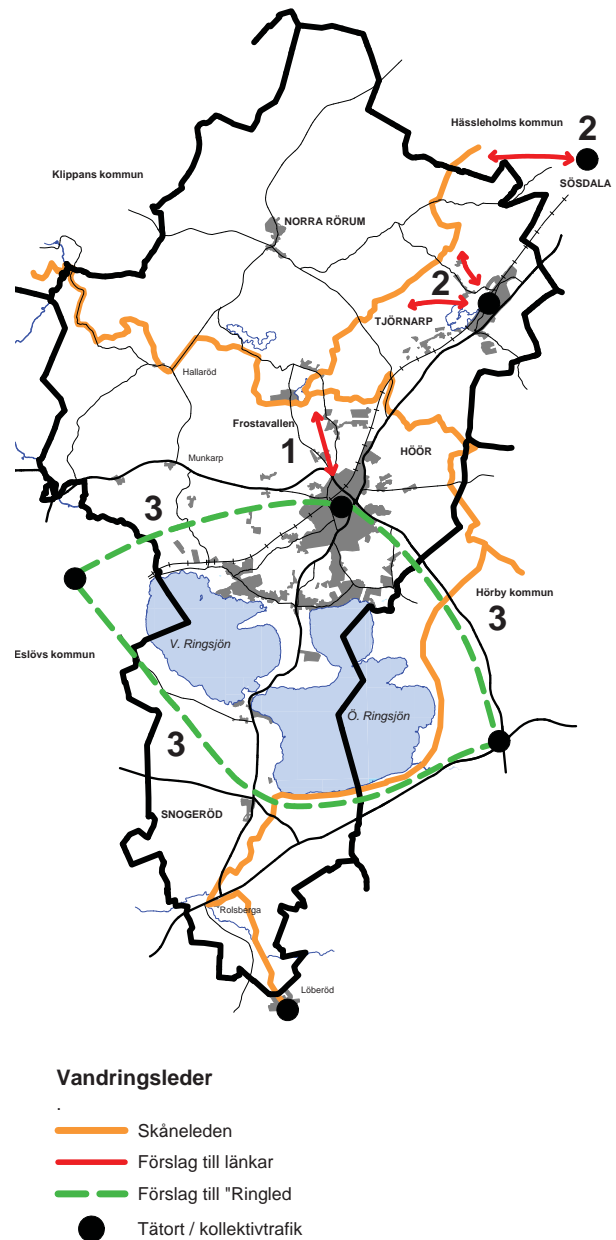 Hässleholms kommun
2
Klippans kommun
SÖSDALA
NORRA RÖRUM
2
TJÖRNARP
Hallaröd
Frostavallen
1
HÖÖR
Munkarp
3
Hörby kommun
3
V. Ringsjön
Eslövs kommun
Ö. Ringsjön
3
SNOGERÖD
Rolsberga
Löberöd
Vandringsleder
.
Skåneleden
Förslag till länkar
Förslag till "Ringled
Tätort / kollektivtrafik